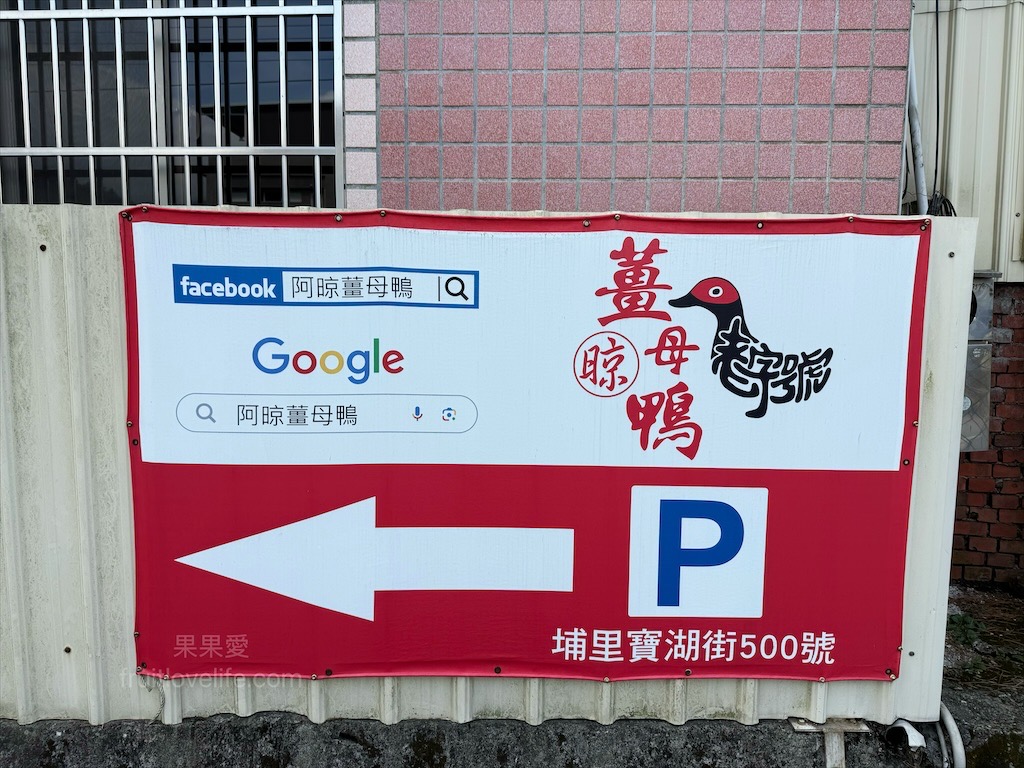 facebook 阿晾薑母鴨
Google
阿晾薑母鴨
薑母鴨
晾
老字號
P
埔里寶湖街500號
果果愛
fruitlovelife.com